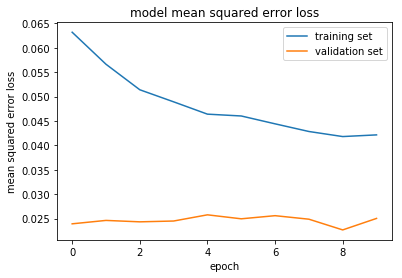 model mean squared error loss
0.065
0.060
0.055
0.050
0.045
0.040
0.035
0.030
0.025
mean squared error loss
training set
validation set
0 2 4 6 8
epoch